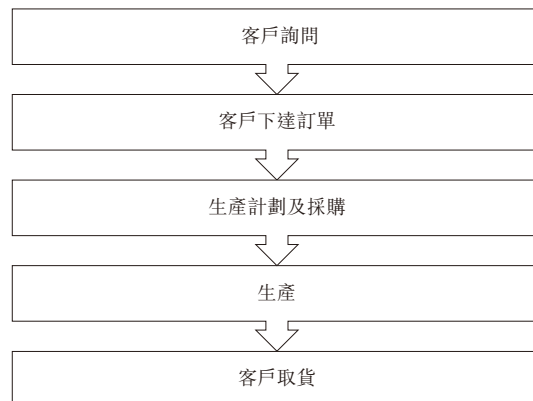 客戶詢問
客戶下達訂單
生產計劃及採購
生產
客戶取貨